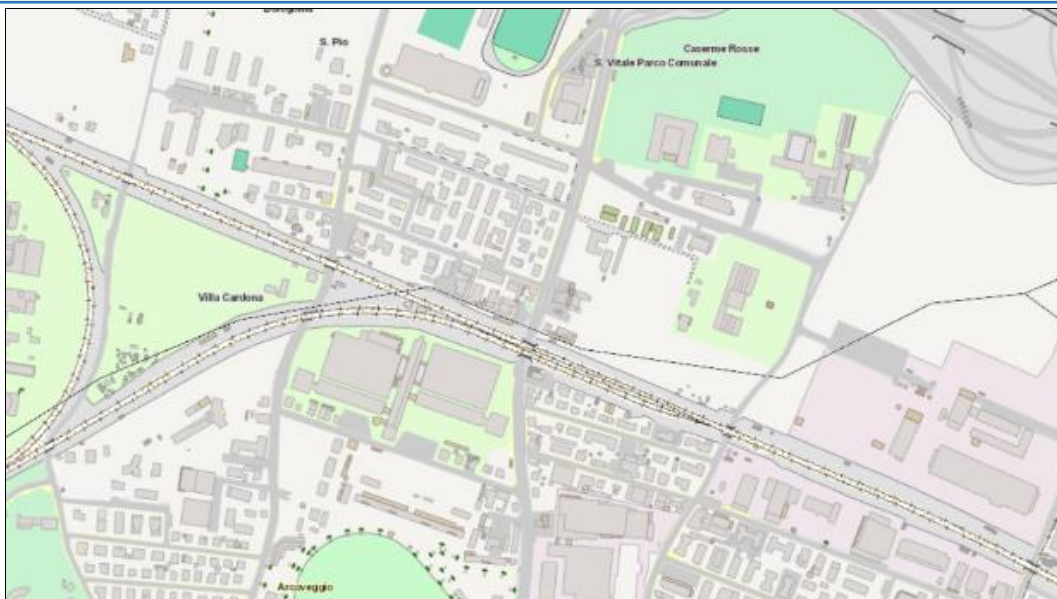 S. Pio
Caserme Rosse
S. Vitale Parco Comunale
Villa Cardona
Arcoveggio